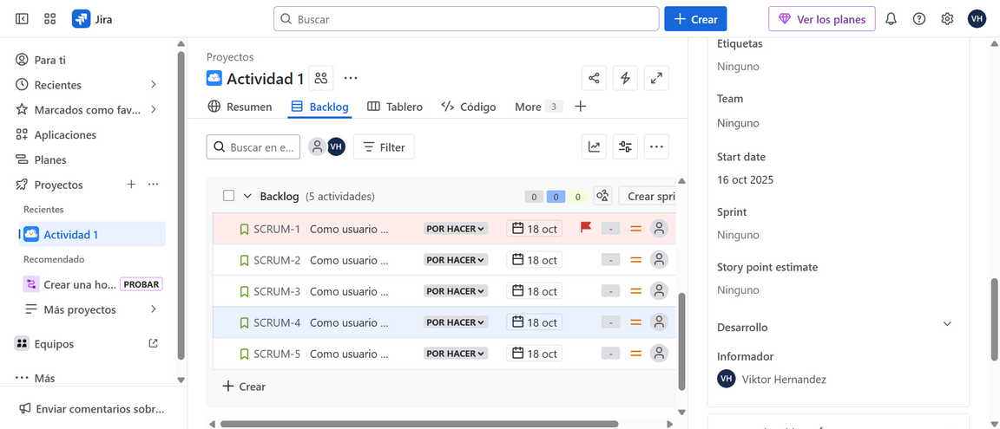 Jira
Buscar
Crear
Ver los planes
VH
Para ti
Recientes
Marcados como fav...
Aplicaciones
Planes
Proyectos
Recientes
Actividad 1
Recomendado
Crear una ho... PROBAR
Más proyectos
Equipos
Más
Enviar comentarios sobr...
Proyectos
Actividad 1
Resumen Backlog Tablero Código More 3
Buscar en e... VH Filter
Backlog (5 actividades) 0 0 0 Crear spri
SCRUM-1 Como usuario ... POR HACER 18 oct -
SCRUM-2 Como usuario ... POR HACER 18 oct -
SCRUM-3 Como usuario ... POR HACER 18 oct -
SCRUM-4 Como usuario ... POR HACER 18 oct -
SCRUM-5 Como usuario ... POR HACER 18 oct -
Crear
Etiquetas
Ninguno
Team
Ninguno
Start date
16 oct 2025
Sprint
Ninguno
Story point estimate
Ninguno
Desarrollo
Informador
VH Viktor Hernandez